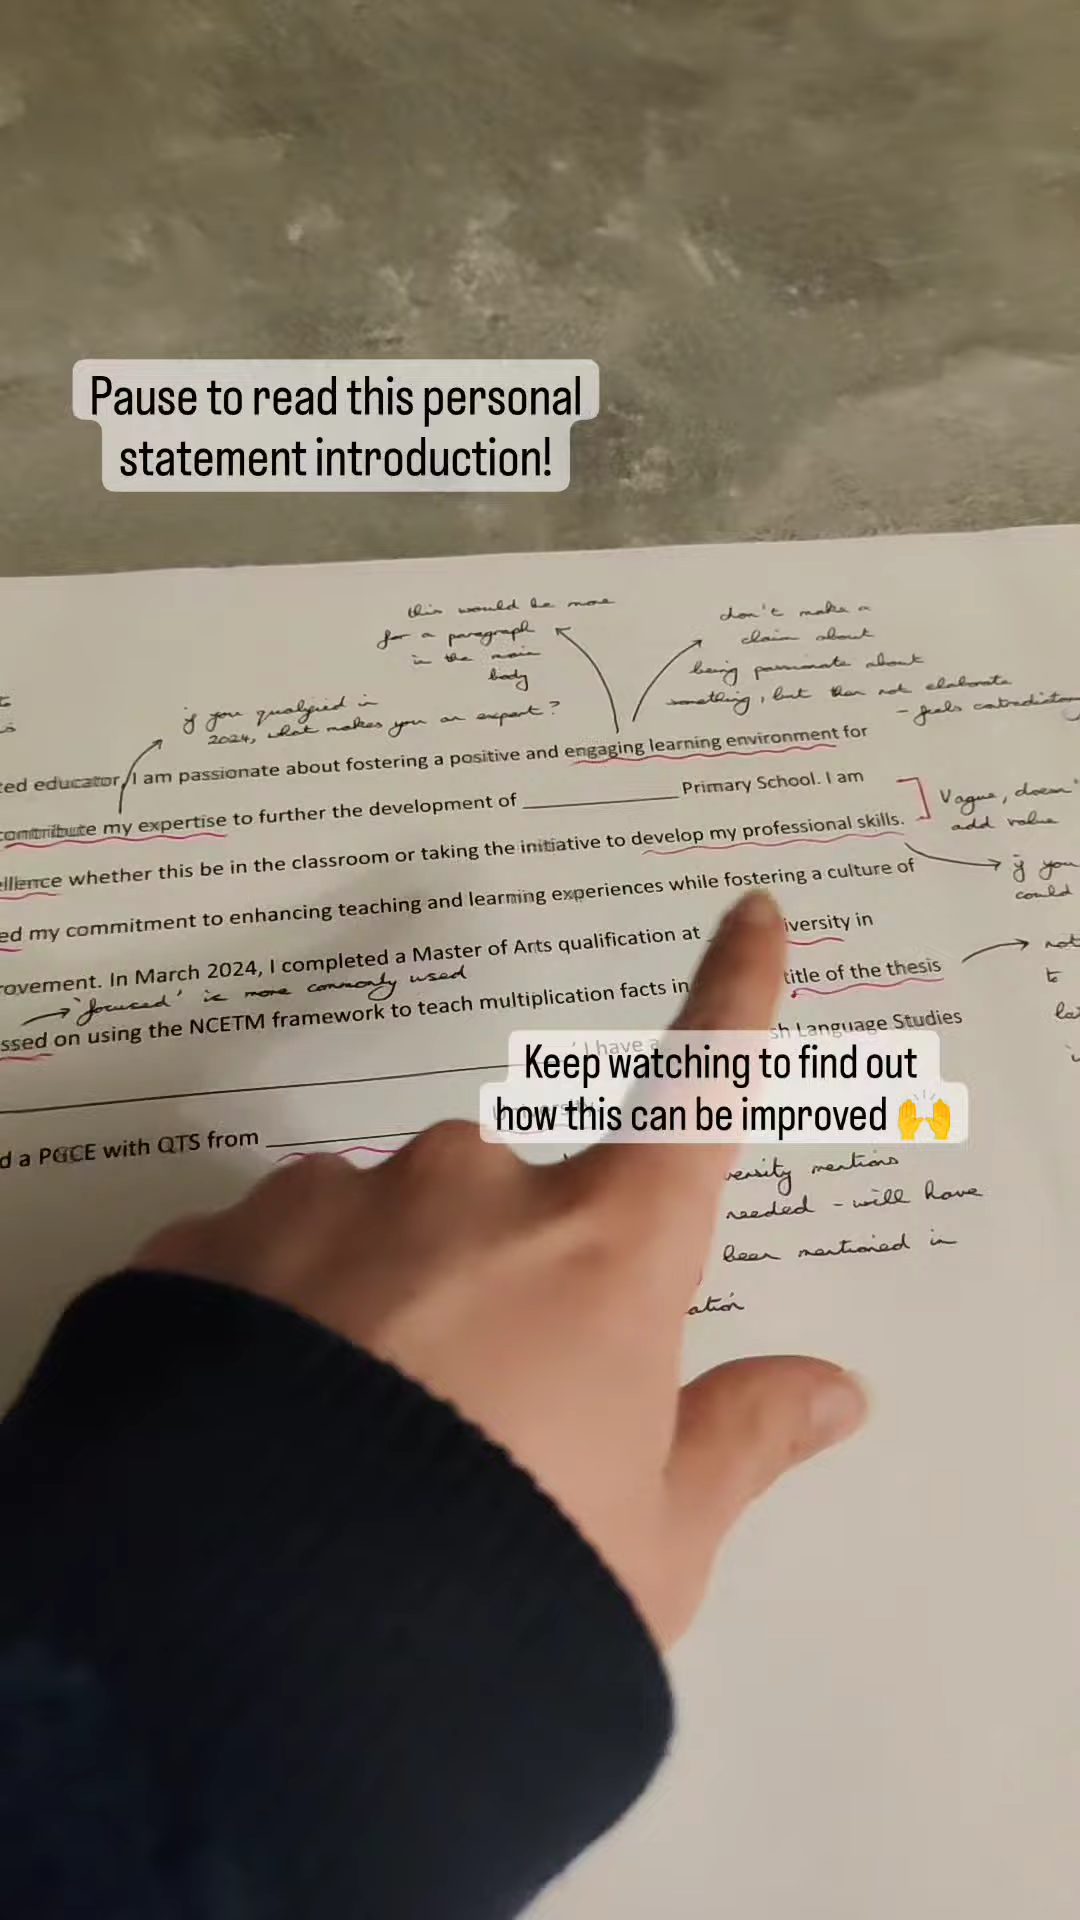 Pause to read this personal
statement introduction!
this would be more
for a paragraph
in the main
body
don't make a
claim about
being passionate about
something, but then not elaborate
- feels contradictory
if you qualified in
2024, what makes you an expert?
ted educator, I am passionate about fostering a positive and engaging learning environment for
contribute my expertise to further the development of ____________ Primary School. I am
Vague, doesn'
add value
ellence whether this be in the classroom or taking the initiative to develop my professional skills.
if you
could
ed my commitment to enhancing teaching and learning experiences while fostering a culture of
rovement. In March 2024, I completed a Master of Arts qualification at iversity in
not
to
→ 'focused' is more commonly used
ssed on using the NCETM framework to teach multiplication facts in title of the thesis
I have a sh Language Studies
Keep watching to find out
how this can be improved 🙌
d a PGCE with QTS from ____________
versity mentions
needed - will have
been mentioned in
ation